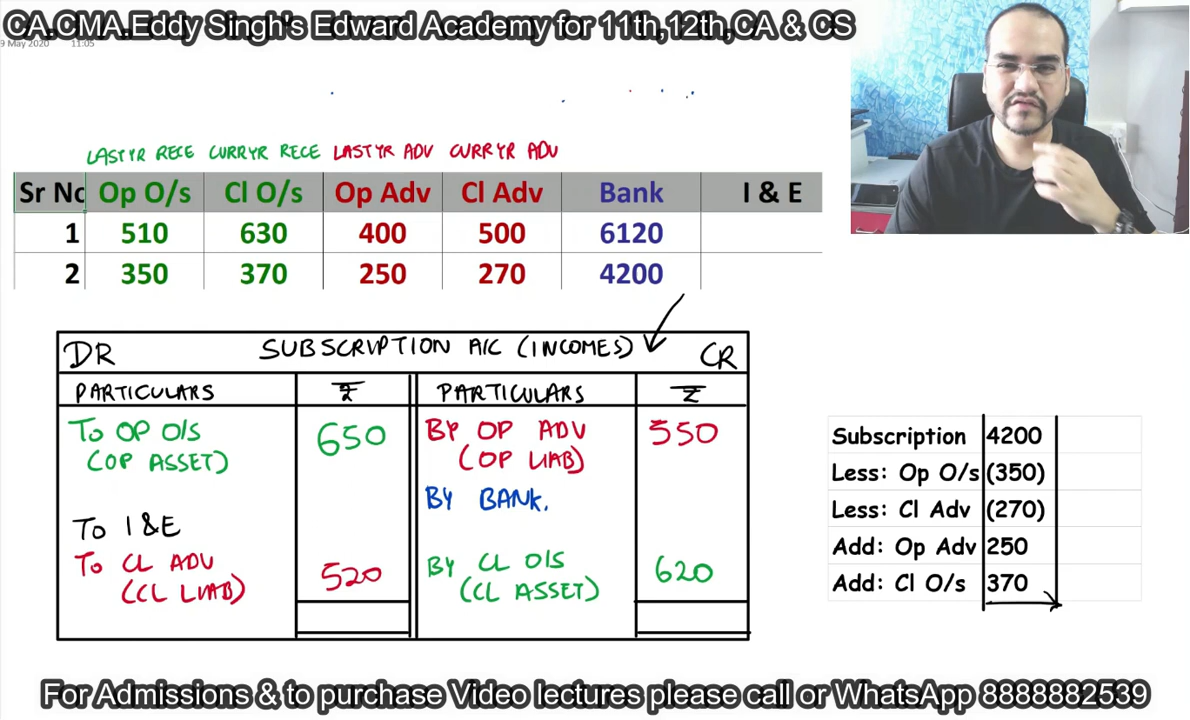 CA.CMA.Eddy Singh's Edward Academy for 11th,12th,CA & CS
9 May 2020 11:05
LAST YR RECE CURR YR RECE LAST YR ADV CURR YR ADV
Sr No Op O/s Cl O/s Op Adv Cl Adv Bank I & E
1 510 630 400 500 6120
2 350 370 250 270 4200
DR SUBSCRIPTION A/C (INCOMES) CR
PARTICULARS ₹ PARTICULARS ₹
TO OP O/S 650 BY OP ADV 550
(OP ASSET) (OP LIAB)
BY BANK.
TO I & E
TO CL ADV 520 BY CL O/S 620
(CL LIAB) (CL ASSET)
Subscription 4200
Less: Op O/s (350)
Less: Cl Adv (270)
Add: Op Adv 250
Add: Cl O/s 370
For Admissions & to purchase Video lectures please call or WhatsApp 8888882539